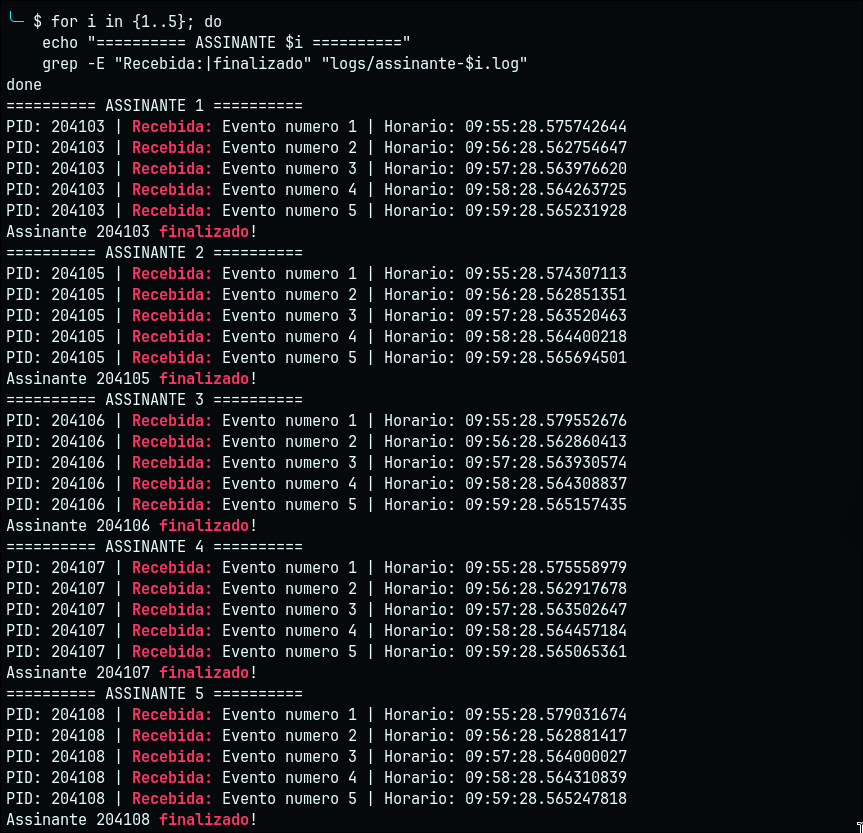 ╰─ $ for i in {1..5}; do
    echo "========== ASSINANTE $i =========="
    grep -E "Recebida:|finalizado" "logs/assinante-$i.log"
done
========== ASSINANTE 1 ==========
PID: 204103 | Recebida: Evento numero 1 | Horario: 09:55:28.575742644
PID: 204103 | Recebida: Evento numero 2 | Horario: 09:56:28.562754647
PID: 204103 | Recebida: Evento numero 3 | Horario: 09:57:28.563976620
PID: 204103 | Recebida: Evento numero 4 | Horario: 09:58:28.564263725
PID: 204103 | Recebida: Evento numero 5 | Horario: 09:59:28.565231928
Assinante 204103 finalizado!
========== ASSINANTE 2 ==========
PID: 204105 | Recebida: Evento numero 1 | Horario: 09:55:28.574307113
PID: 204105 | Recebida: Evento numero 2 | Horario: 09:56:28.562851351
PID: 204105 | Recebida: Evento numero 3 | Horario: 09:57:28.563520463
PID: 204105 | Recebida: Evento numero 4 | Horario: 09:58:28.564400218
PID: 204105 | Recebida: Evento numero 5 | Horario: 09:59:28.565694501
Assinante 204105 finalizado!
========== ASSINANTE 3 ==========
PID: 204106 | Recebida: Evento numero 1 | Horario: 09:55:28.579552676
PID: 204106 | Recebida: Evento numero 2 | Horario: 09:56:28.562860413
PID: 204106 | Recebida: Evento numero 3 | Horario: 09:57:28.563930574
PID: 204106 | Recebida: Evento numero 4 | Horario: 09:58:28.564308837
PID: 204106 | Recebida: Evento numero 5 | Horario: 09:59:28.565157435
Assinante 204106 finalizado!
========== ASSINANTE 4 ==========
PID: 204107 | Recebida: Evento numero 1 | Horario: 09:55:28.575558979
PID: 204107 | Recebida: Evento numero 2 | Horario: 09:56:28.562917678
PID: 204107 | Recebida: Evento numero 3 | Horario: 09:57:28.563502647
PID: 204107 | Recebida: Evento numero 4 | Horario: 09:58:28.564457184
PID: 204107 | Recebida: Evento numero 5 | Horario: 09:59:28.565065361
Assinante 204107 finalizado!
========== ASSINANTE 5 ==========
PID: 204108 | Recebida: Evento numero 1 | Horario: 09:55:28.579031674
PID: 204108 | Recebida: Evento numero 2 | Horario: 09:56:28.562881417
PID: 204108 | Recebida: Evento numero 3 | Horario: 09:57:28.564000027
PID: 204108 | Recebida: Evento numero 4 | Horario: 09:58:28.564310839
PID: 204108 | Recebida: Evento numero 5 | Horario: 09:59:28.565247818
Assinante 204108 finalizado!